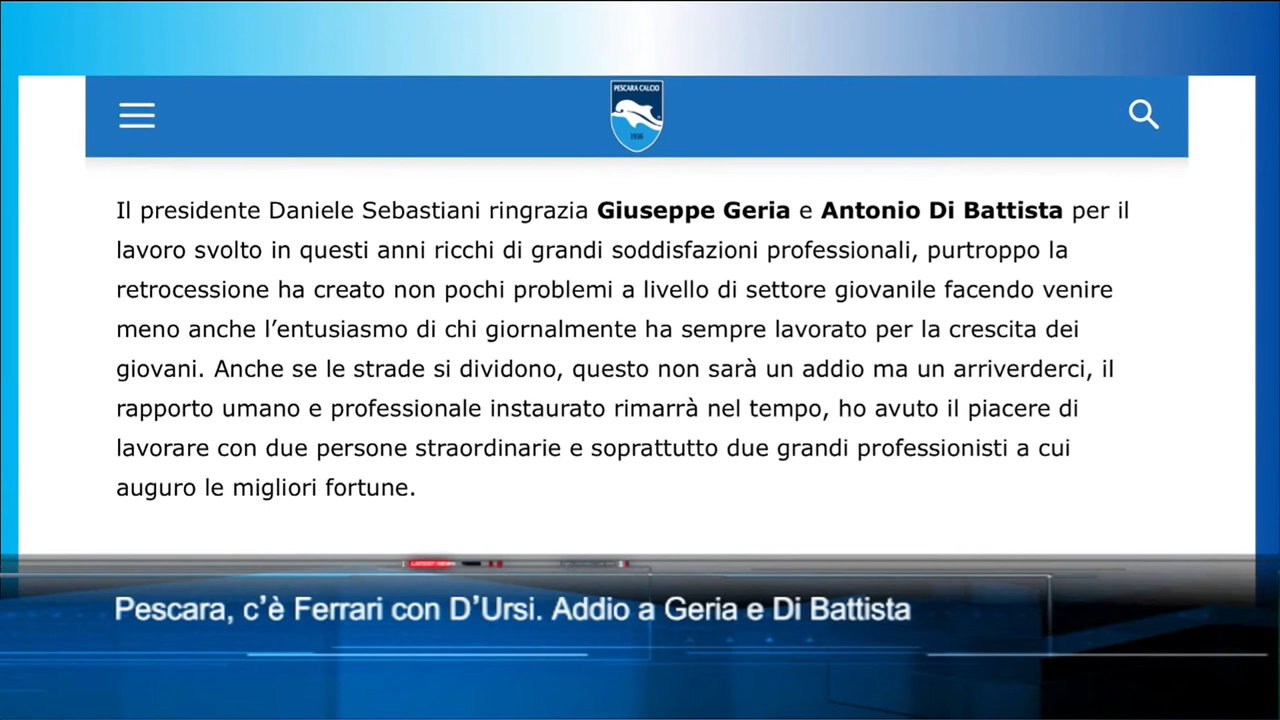 PESCARA CALCIO
1936
Il presidente Daniele Sebastiani ringrazia Giuseppe Geria e Antonio Di Battista per il
lavoro svolto in questi anni ricchi di grandi soddisfazioni professionali, purtroppo la
retrocessione ha creato non pochi problemi a livello di settore giovanile facendo venire
meno anche l’entusiasmo di chi giornalmente ha sempre lavorato per la crescita dei
giovani. Anche se le strade si dividono, questo non sarà un addio ma un arriverderci, il
rapporto umano e professionale instaurato rimarrà nel tempo, ho avuto il piacere di
lavorare con due persone straordinarie e soprattutto due grandi professionisti a cui
auguro le migliori fortune.
LATEST NEWS
Pescara, c’è Ferrari con D’Ursi. Addio a Geria e Di Battista